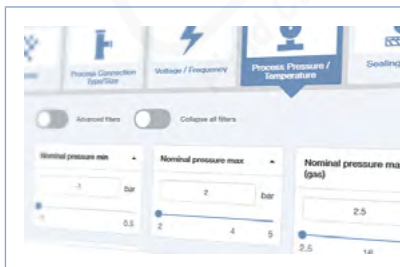 Process Connection
Type/Size
Voltage / Frequency
Process Pressure /
Temperature
Sealing
Advanced filters
Collapse all filters
Nominal pressure min
-1
bar
-1
0.5
Nominal pressure max
2
bar
2
4
5
Nominal pressure ma
(gas)
2.5
2.5
16